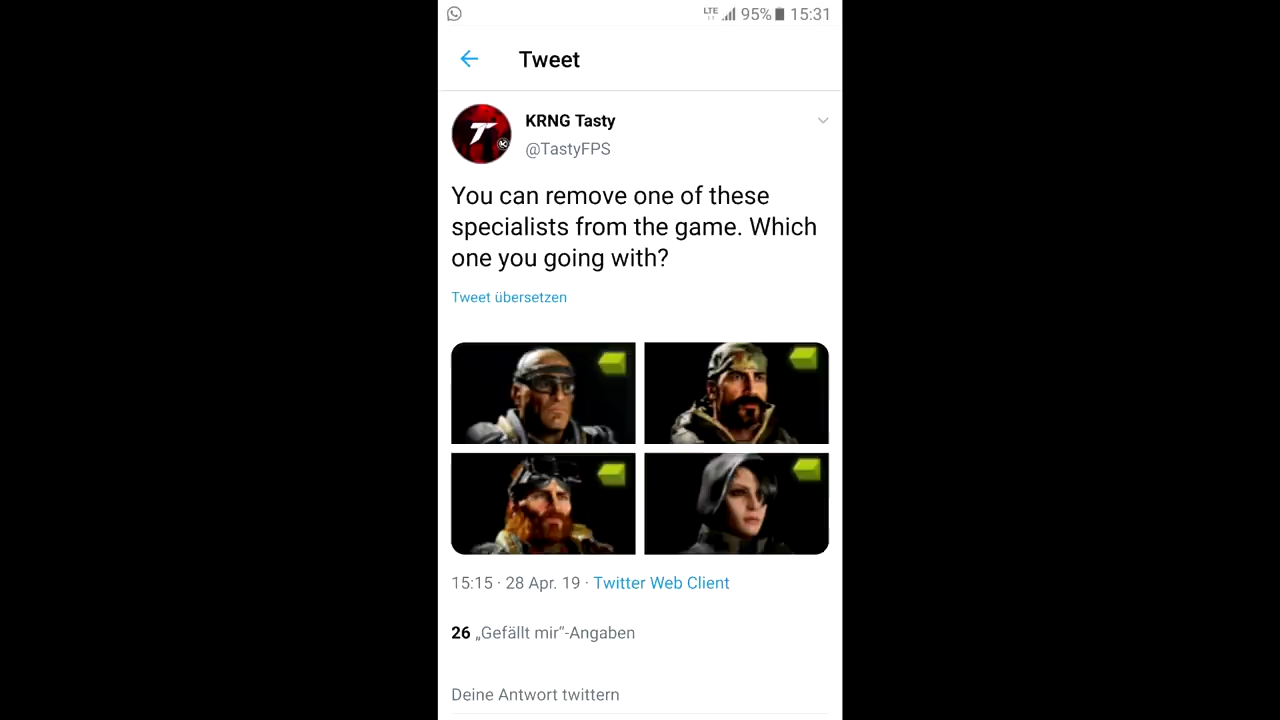 LTE 95% 15:31
Tweet
KRNG Tasty
@TastyFPS
You can remove one of these
specialists from the game. Which
one you going with?
Tweet übersetzen
15:15 · 28 Apr. 19 · Twitter Web Client
26 „Gefällt mir“-Angaben
Deine Antwort twittern